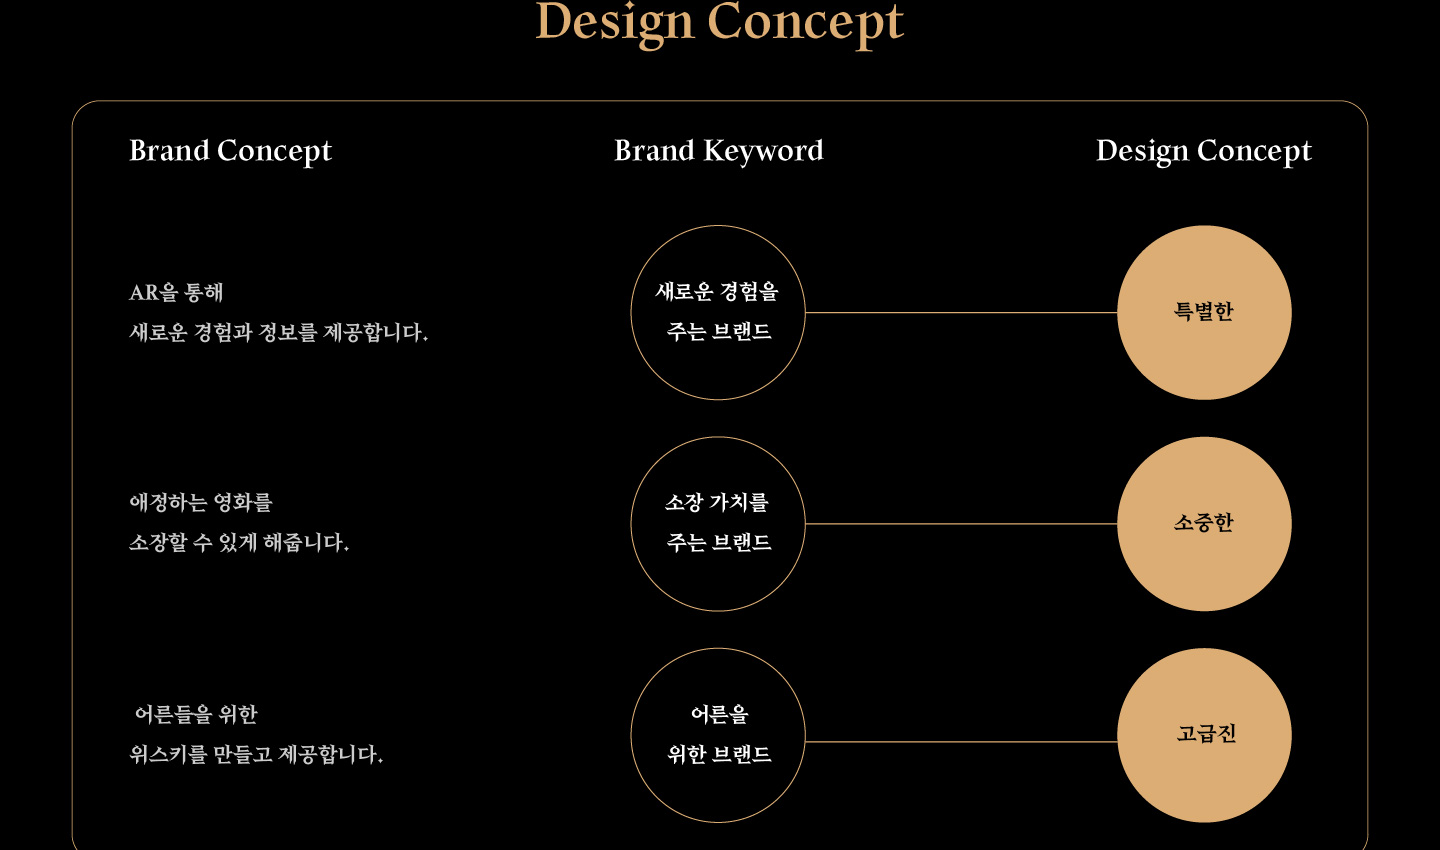 Design Concept
Brand Concept
Brand Keyword
Design Concept
AR을 통해
새로운 경험과 정보를 제공합니다.
새로운 경험을
주는 브랜드
특별한
애정하는 영화를
소장할 수 있게 해줍니다.
소장 가치를
주는 브랜드
소중한
어른들을 위한
위스키를 만들고 제공합니다.
어른을
위한 브랜드
고급진